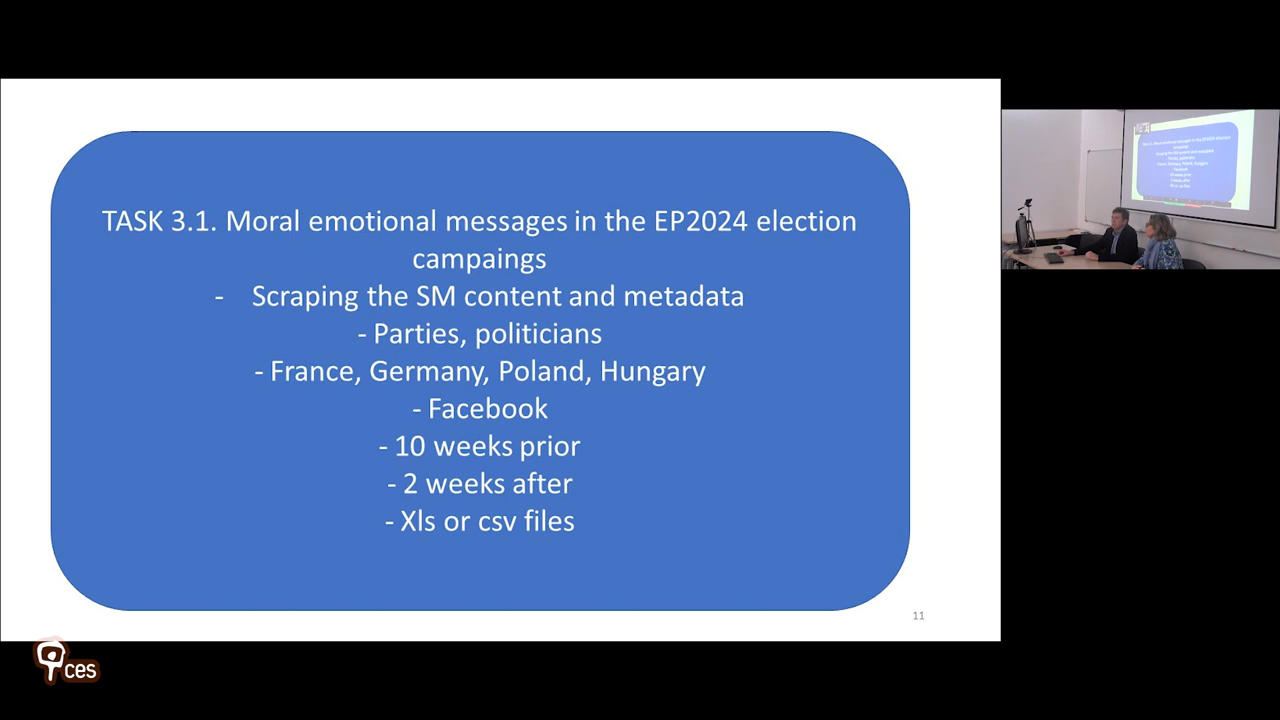 TASK 3.1. Moral emotional messages in the EP2024 election
campaings
- Scraping the SM content and metadata
- Parties, politicians
- France, Germany, Poland, Hungary
- Facebook
- 10 weeks prior
- 2 weeks after
- Xls or csv files
11
ces